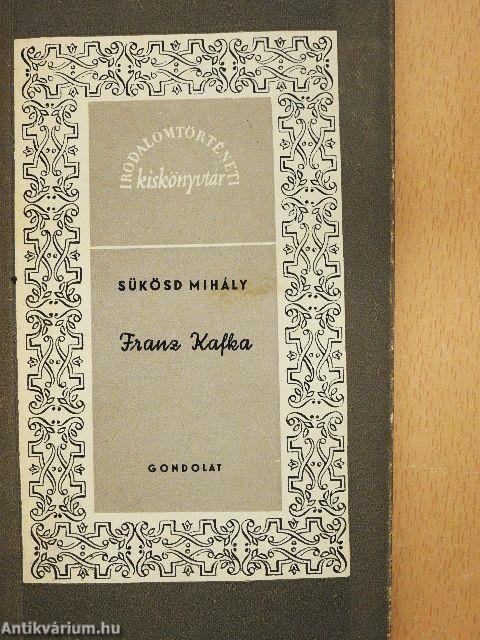 IRODALOMTÖRTÉNETI
kiskönyvtár
SÜKÖSD MIHÁLY
Franz Kafka
GONDOLAT
Antikvárium.hu